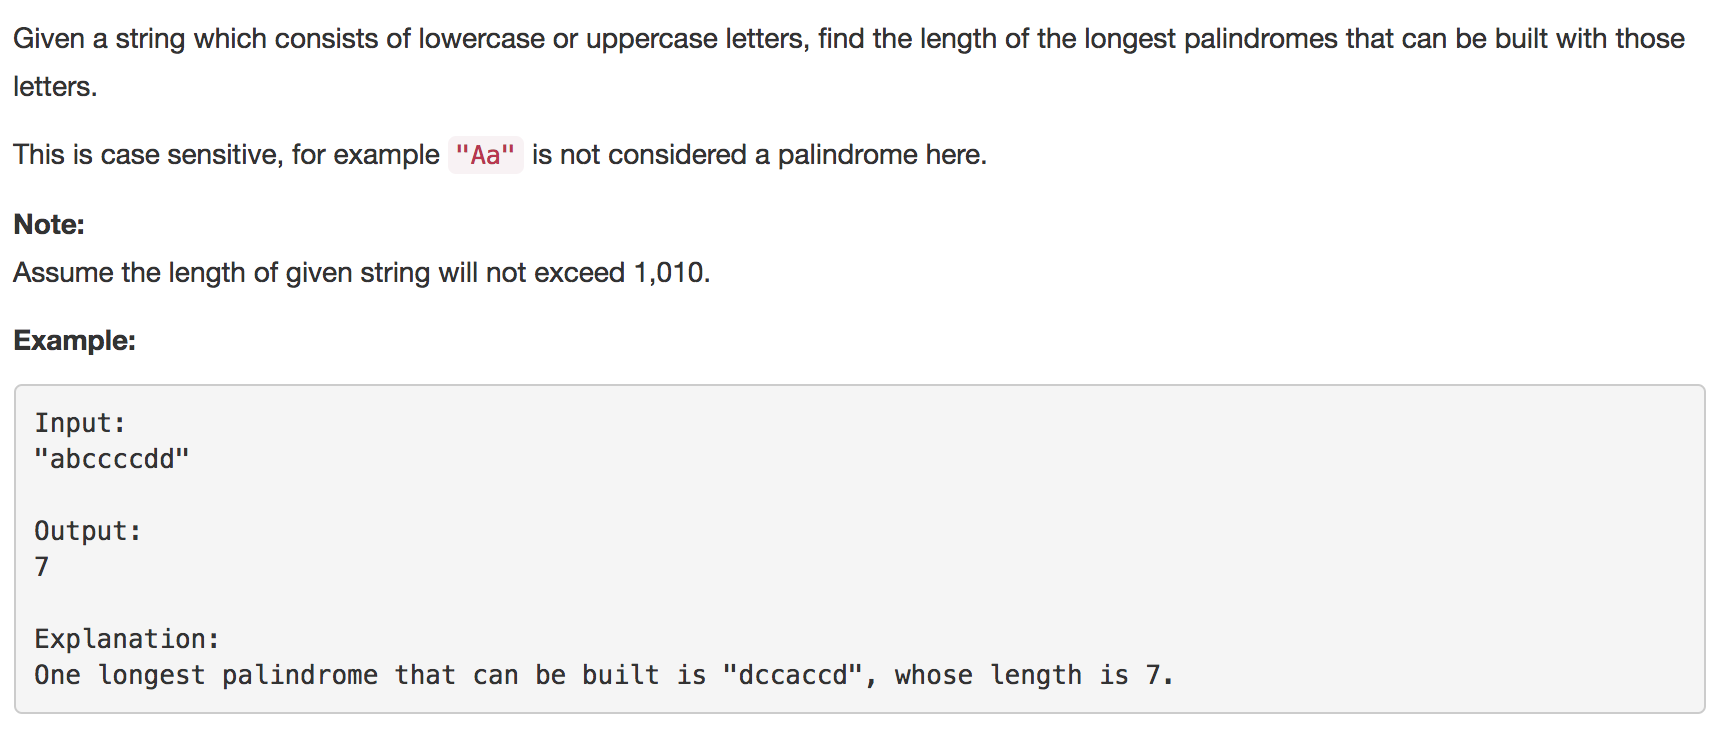 Given a string which consists of lowercase or uppercase letters, find the length of the longest palindromes that can be built with those
letters.
This is case sensitive, for example "Aa" is not considered a palindrome here.
Note:
Assume the length of given string will not exceed 1,010.
Example:
Input:
"abccccdd"
Output:
7
Explanation:
One longest palindrome that can be built is "dccaccd", whose length is 7.